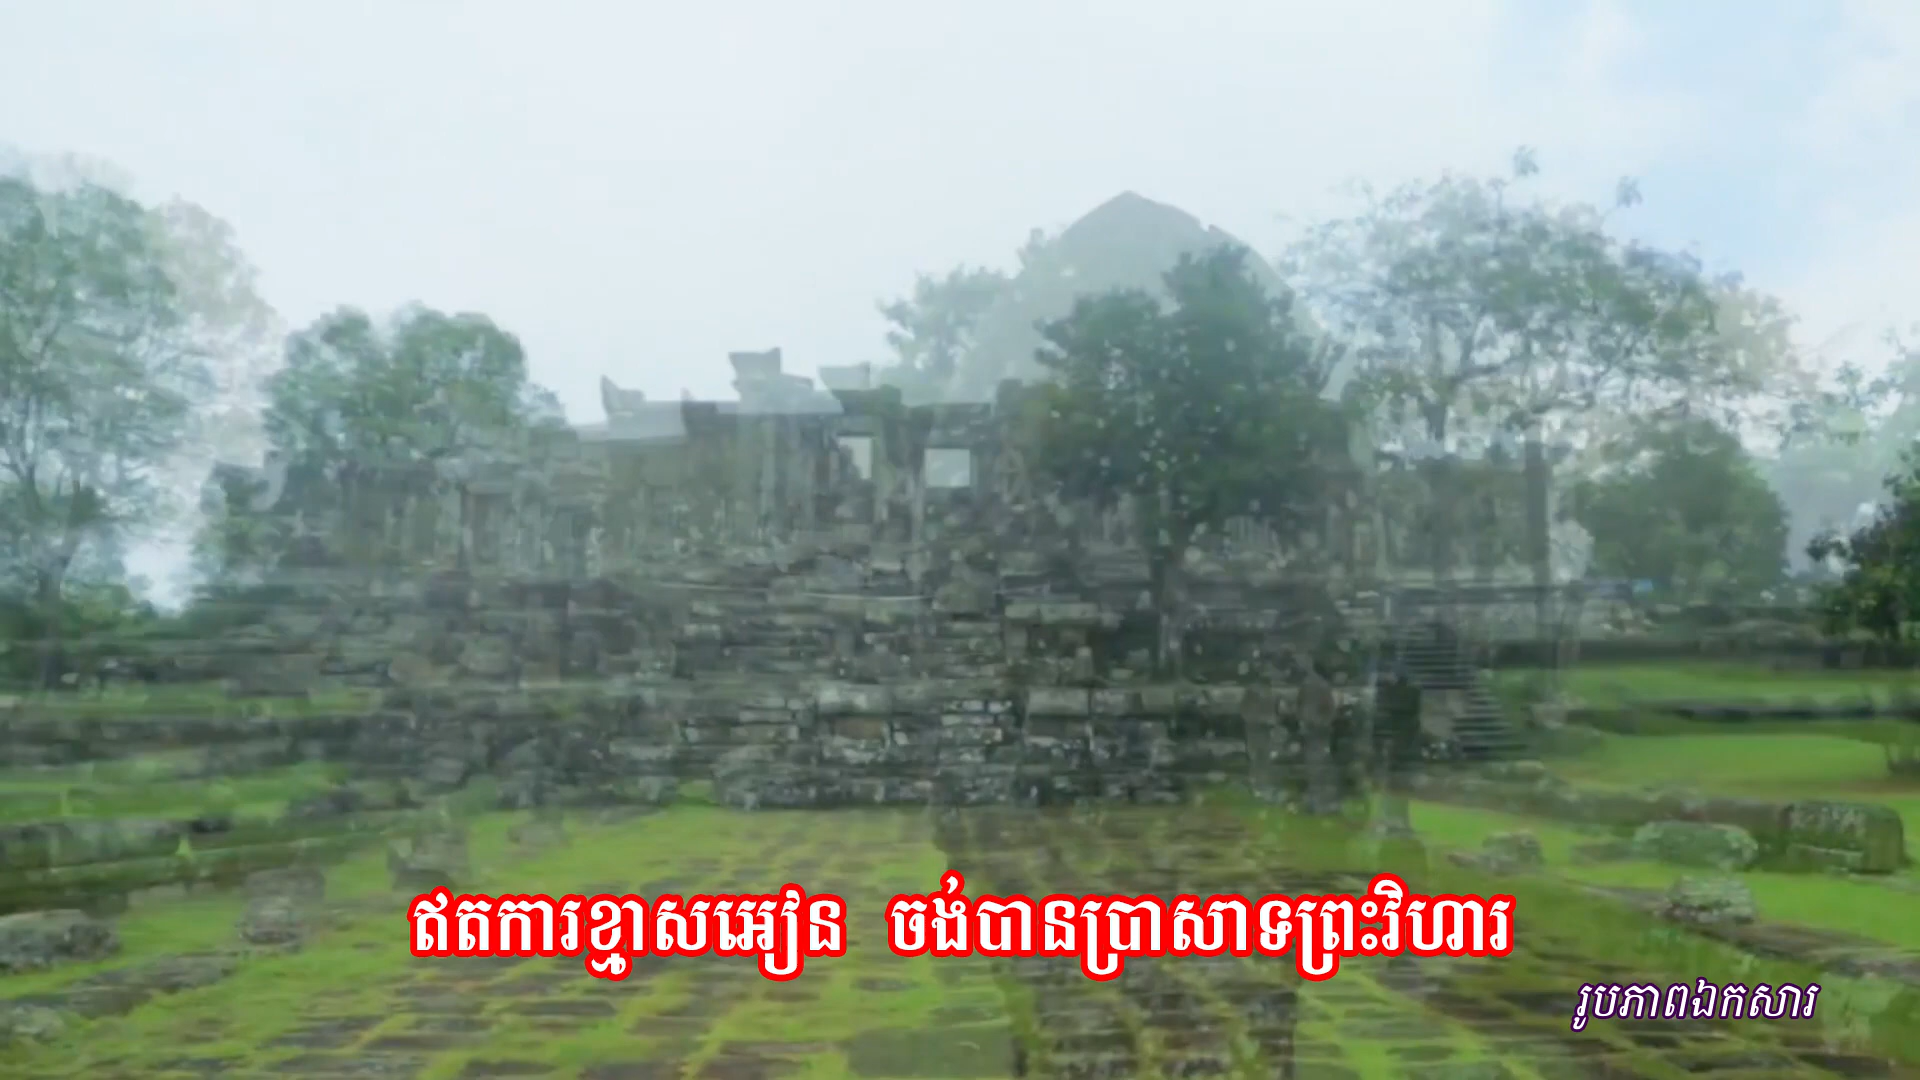 ឥតការខ្មាសអៀន ចង់បានប្រាសាទព្រះវិហារ
រូបភាពឯកសារ